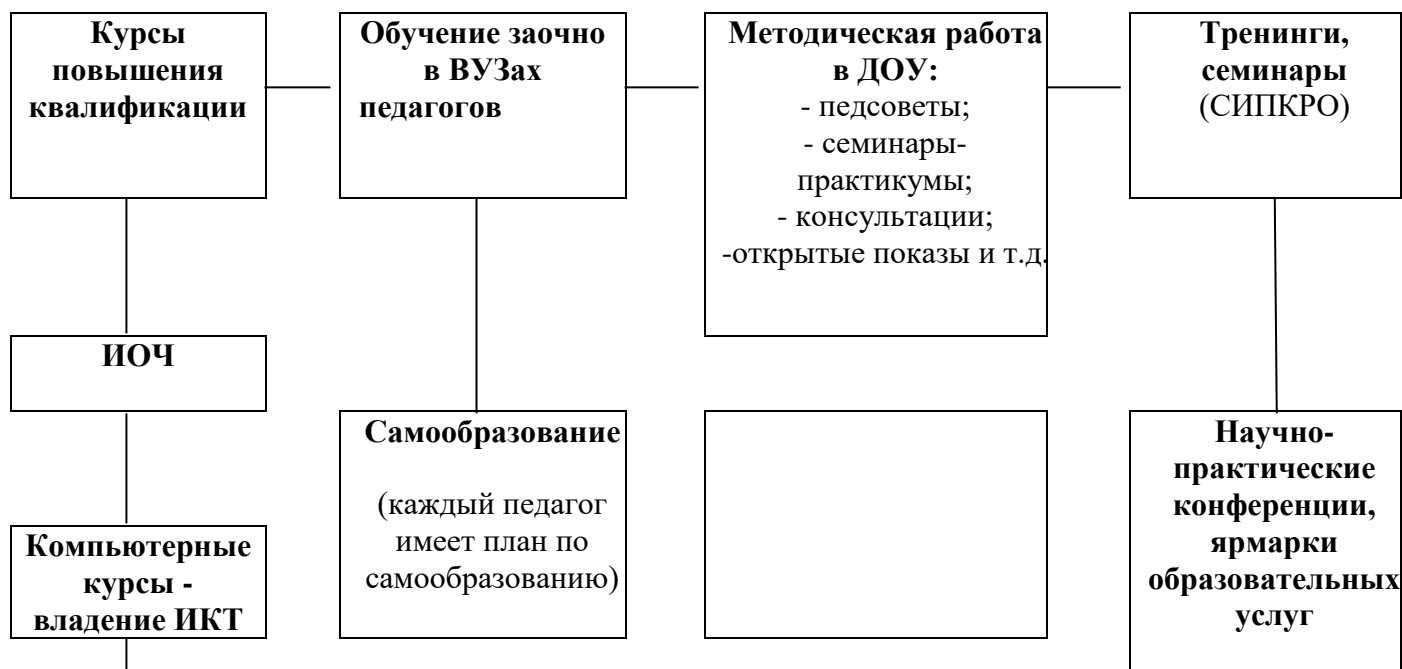 Курсы
повышения
квалификации
Обучение заочно
в ВУЗах
педагогов
Методическая работа
в ДОУ:
- педсоветы;
- семинары-
практикумы;
- консультации;
-открытые показы и т.д.
Тренинги,
семинары
(СИПКРО)
ИОЧ
Самообразование
(каждый педагог
имеет план по
самообразованию)
Научно-
практические
конференции,
ярмарки
образовательных
услуг
Компьютерные
курсы -
владение ИКТ